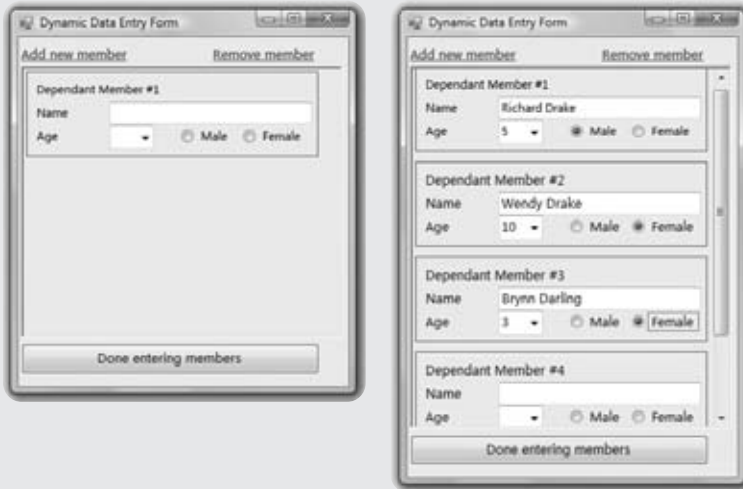 Dynamic Data Entry Form
Add new member Remove member
Dependant Member #1
Name
Age Male Female
Done entering members
Dynamic Data Entry Form
Add new member Remove member
Dependant Member #1
Name Richard Drake
Age 5 Male Female
Dependant Member #2
Name Wendy Drake
Age 10 Male Female
Dependant Member #3
Name Brynn Darling
Age 3 Male Female
Dependant Member #4
Name
Age Male Female
Done entering members